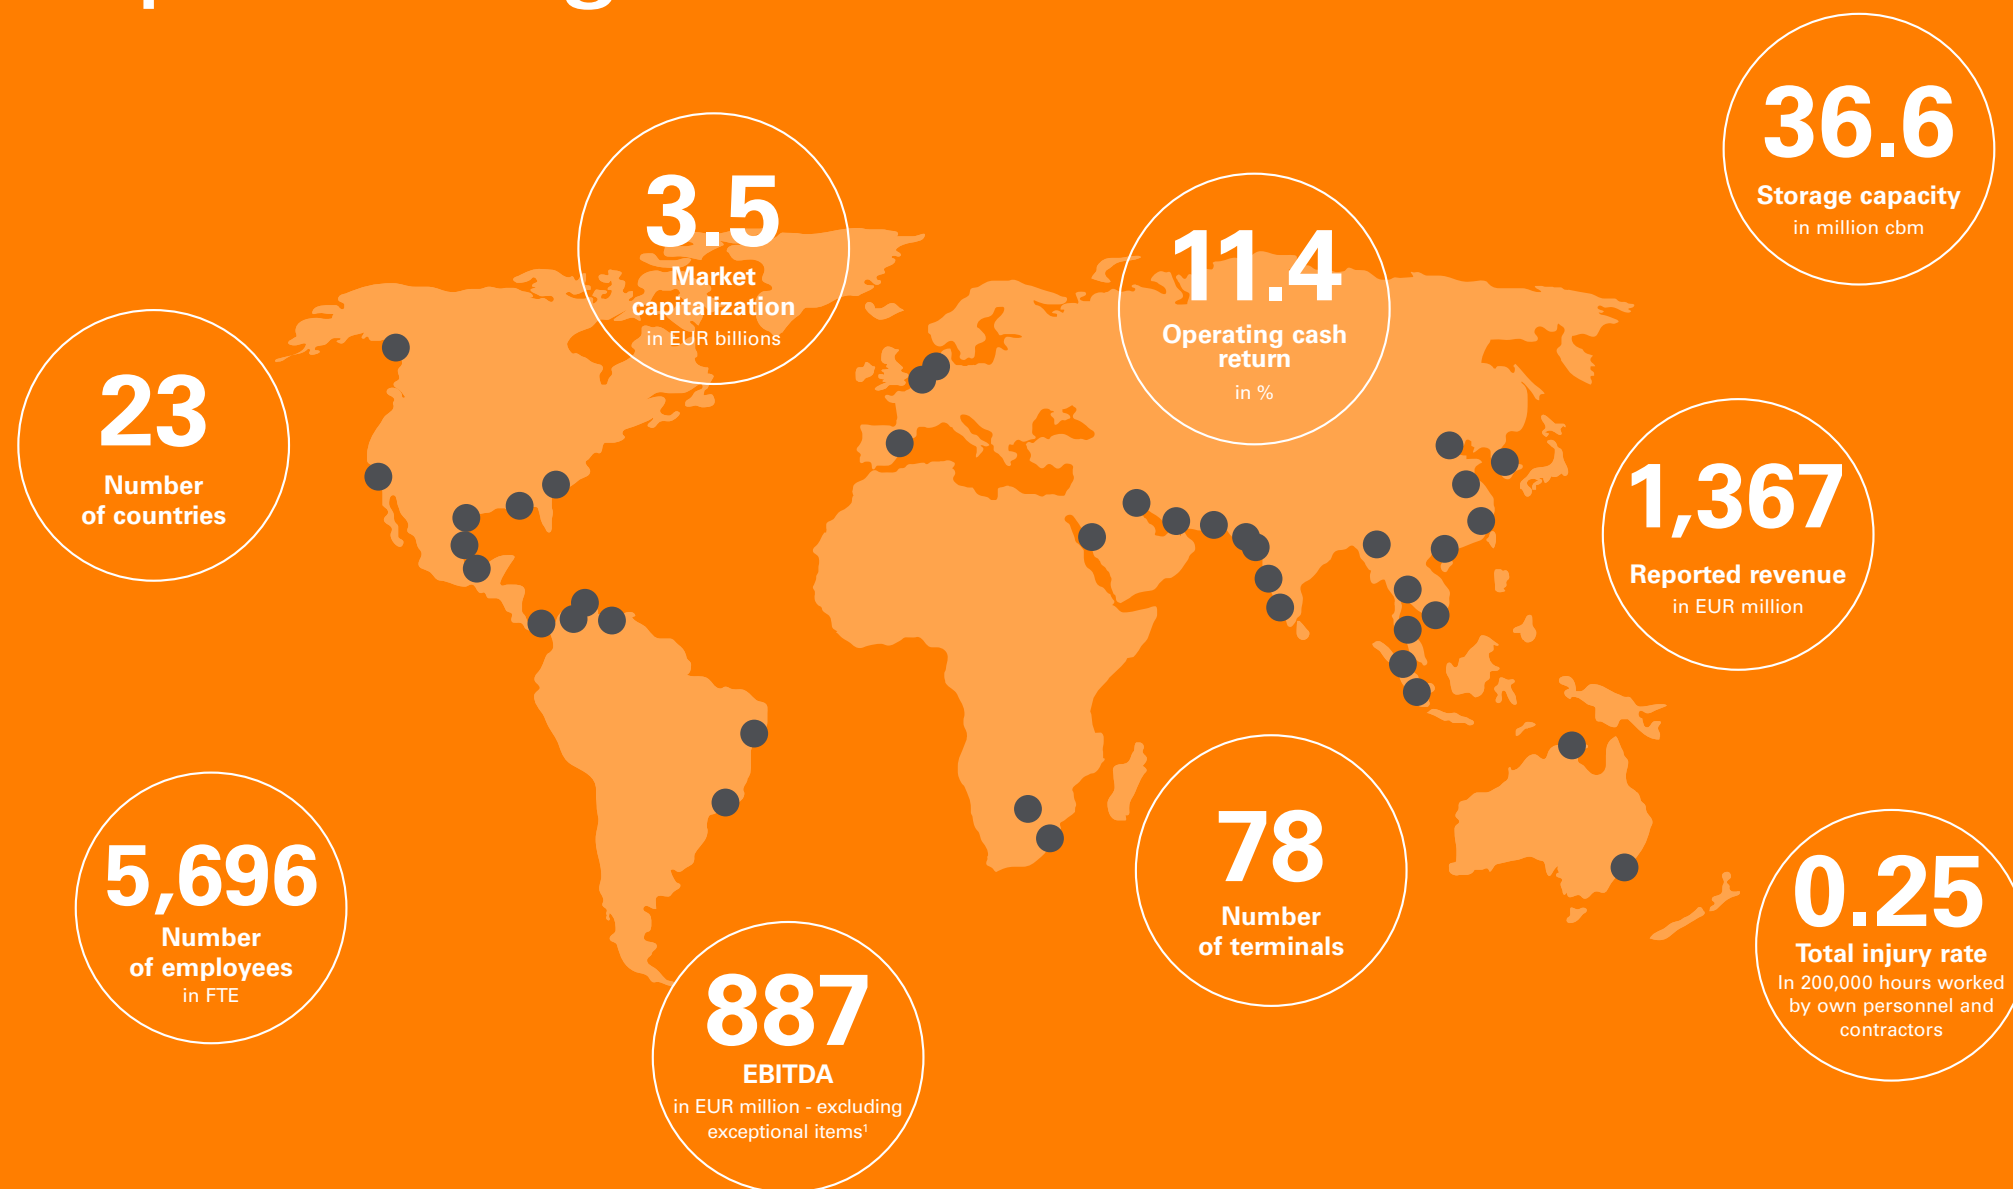 36.6
Storage capacity
in million cbm
3.5
Market
capitalization
in EUR billions
11.4
Operating cash
return
in %
23
Number
of countries
1,367
Reported revenue
in EUR million
5,696
Number
of employees
in FTE
78
Number
of terminals
0.25
Total injury rate
In 200,000 hours worked
by own personnel and
contractors
887
EBITDA
in EUR million - excluding
exceptional items¹